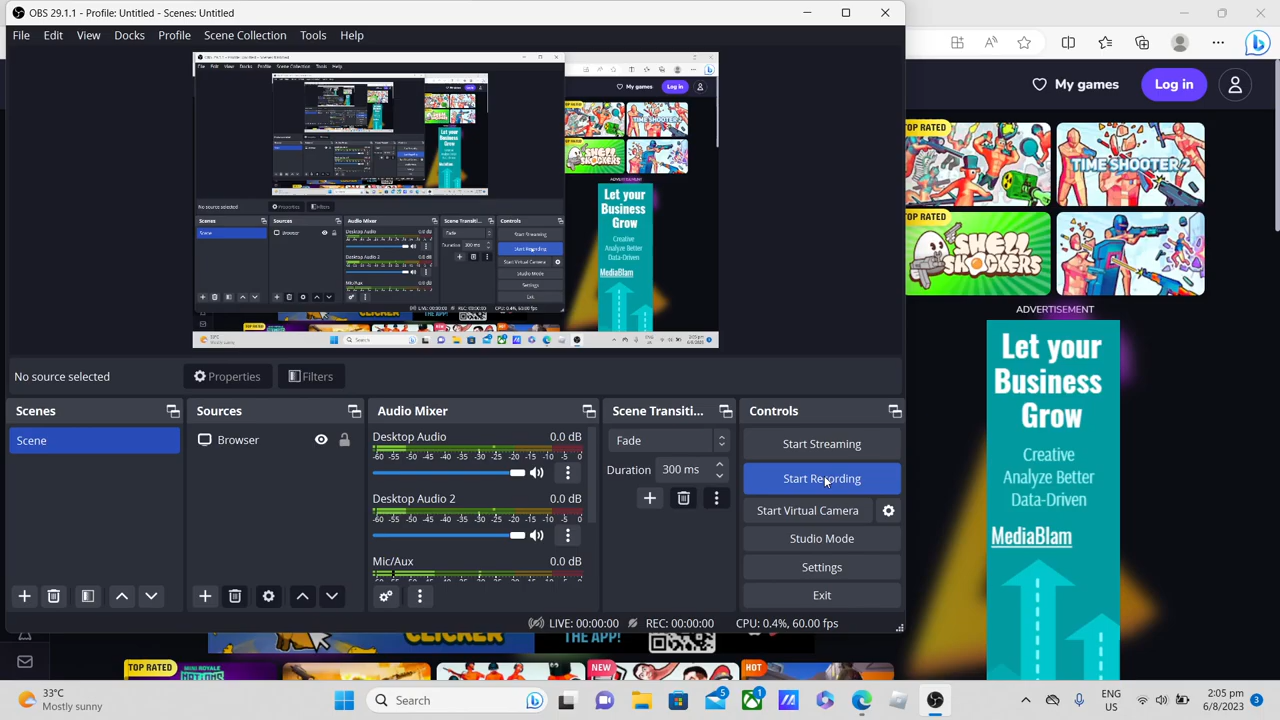 OBS 29.1.1 - Profile: Untitled - Scenes: Untitled
File Edit View Docks Profile Scene Collection Tools Help
My games Log in
TOP RATED
TIME SHOOTER 2
TOP RATED
SHELL SHOCKERS
ADVERTISEMENT
Let your
Business
Grow
Creative
Analyze Better
Data-Driven
MediaBlam
No source selected Properties Filters
Scenes
Scene
Sources
Browser
Audio Mixer
Desktop Audio 0.0 dB
-60 -55 -50 -45 -40 -35 -30 -25 -20 -15 -10 -5 0
Desktop Audio 2 0.0 dB
-60 -55 -50 -45 -40 -35 -30 -25 -20 -15 -10 -5 0
Mic/Aux 0.0 dB
Scene Transiti...
Fade
Duration 300 ms
Controls
Start Streaming
Start Recording
Start Virtual Camera
Studio Mode
Settings
Exit
LIVE: 00:00:00 REC: 00:00:00 CPU: 0.4%, 60.00 fps
CLICKER THE APP!
TOP RATED
MINI ROYALE
NATIONS
NEW
HOT
33°C
Mostly sunny
Search
5
1
ENG
UK
2:05 pm
6/8/2023
3